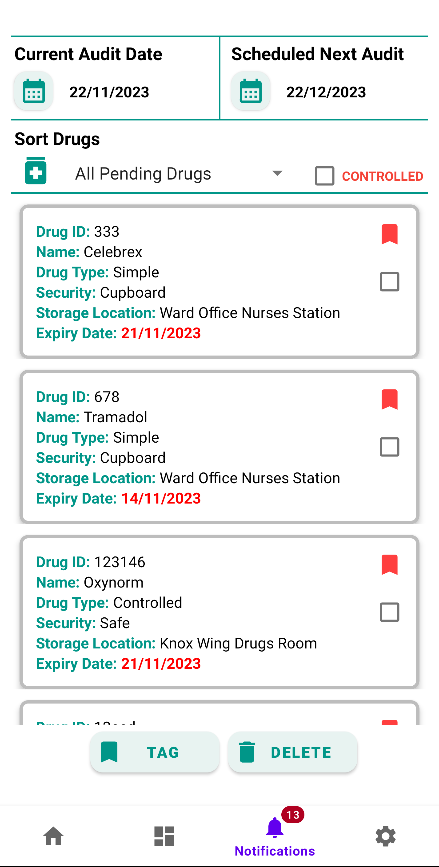 Current Audit Date
Scheduled Next Audit
22/11/2023
22/12/2023
Sort Drugs
All Pending Drugs
CONTROLLED
Drug ID: 333
Name: Celebrex
Drug Type: Simple
Security: Cupboard
Storage Location: Ward Office Nurses Station
Expiry Date: 21/11/2023
Drug ID: 678
Name: Tramadol
Drug Type: Simple
Security: Cupboard
Storage Location: Ward Office Nurses Station
Expiry Date: 14/11/2023
Drug ID: 123146
Name: Oxynorm
Drug Type: Controlled
Security: Safe
Storage Location: Knox Wing Drugs Room
Expiry Date: 21/11/2023
Drug ID:
TAG
DELETE
13
Notifications